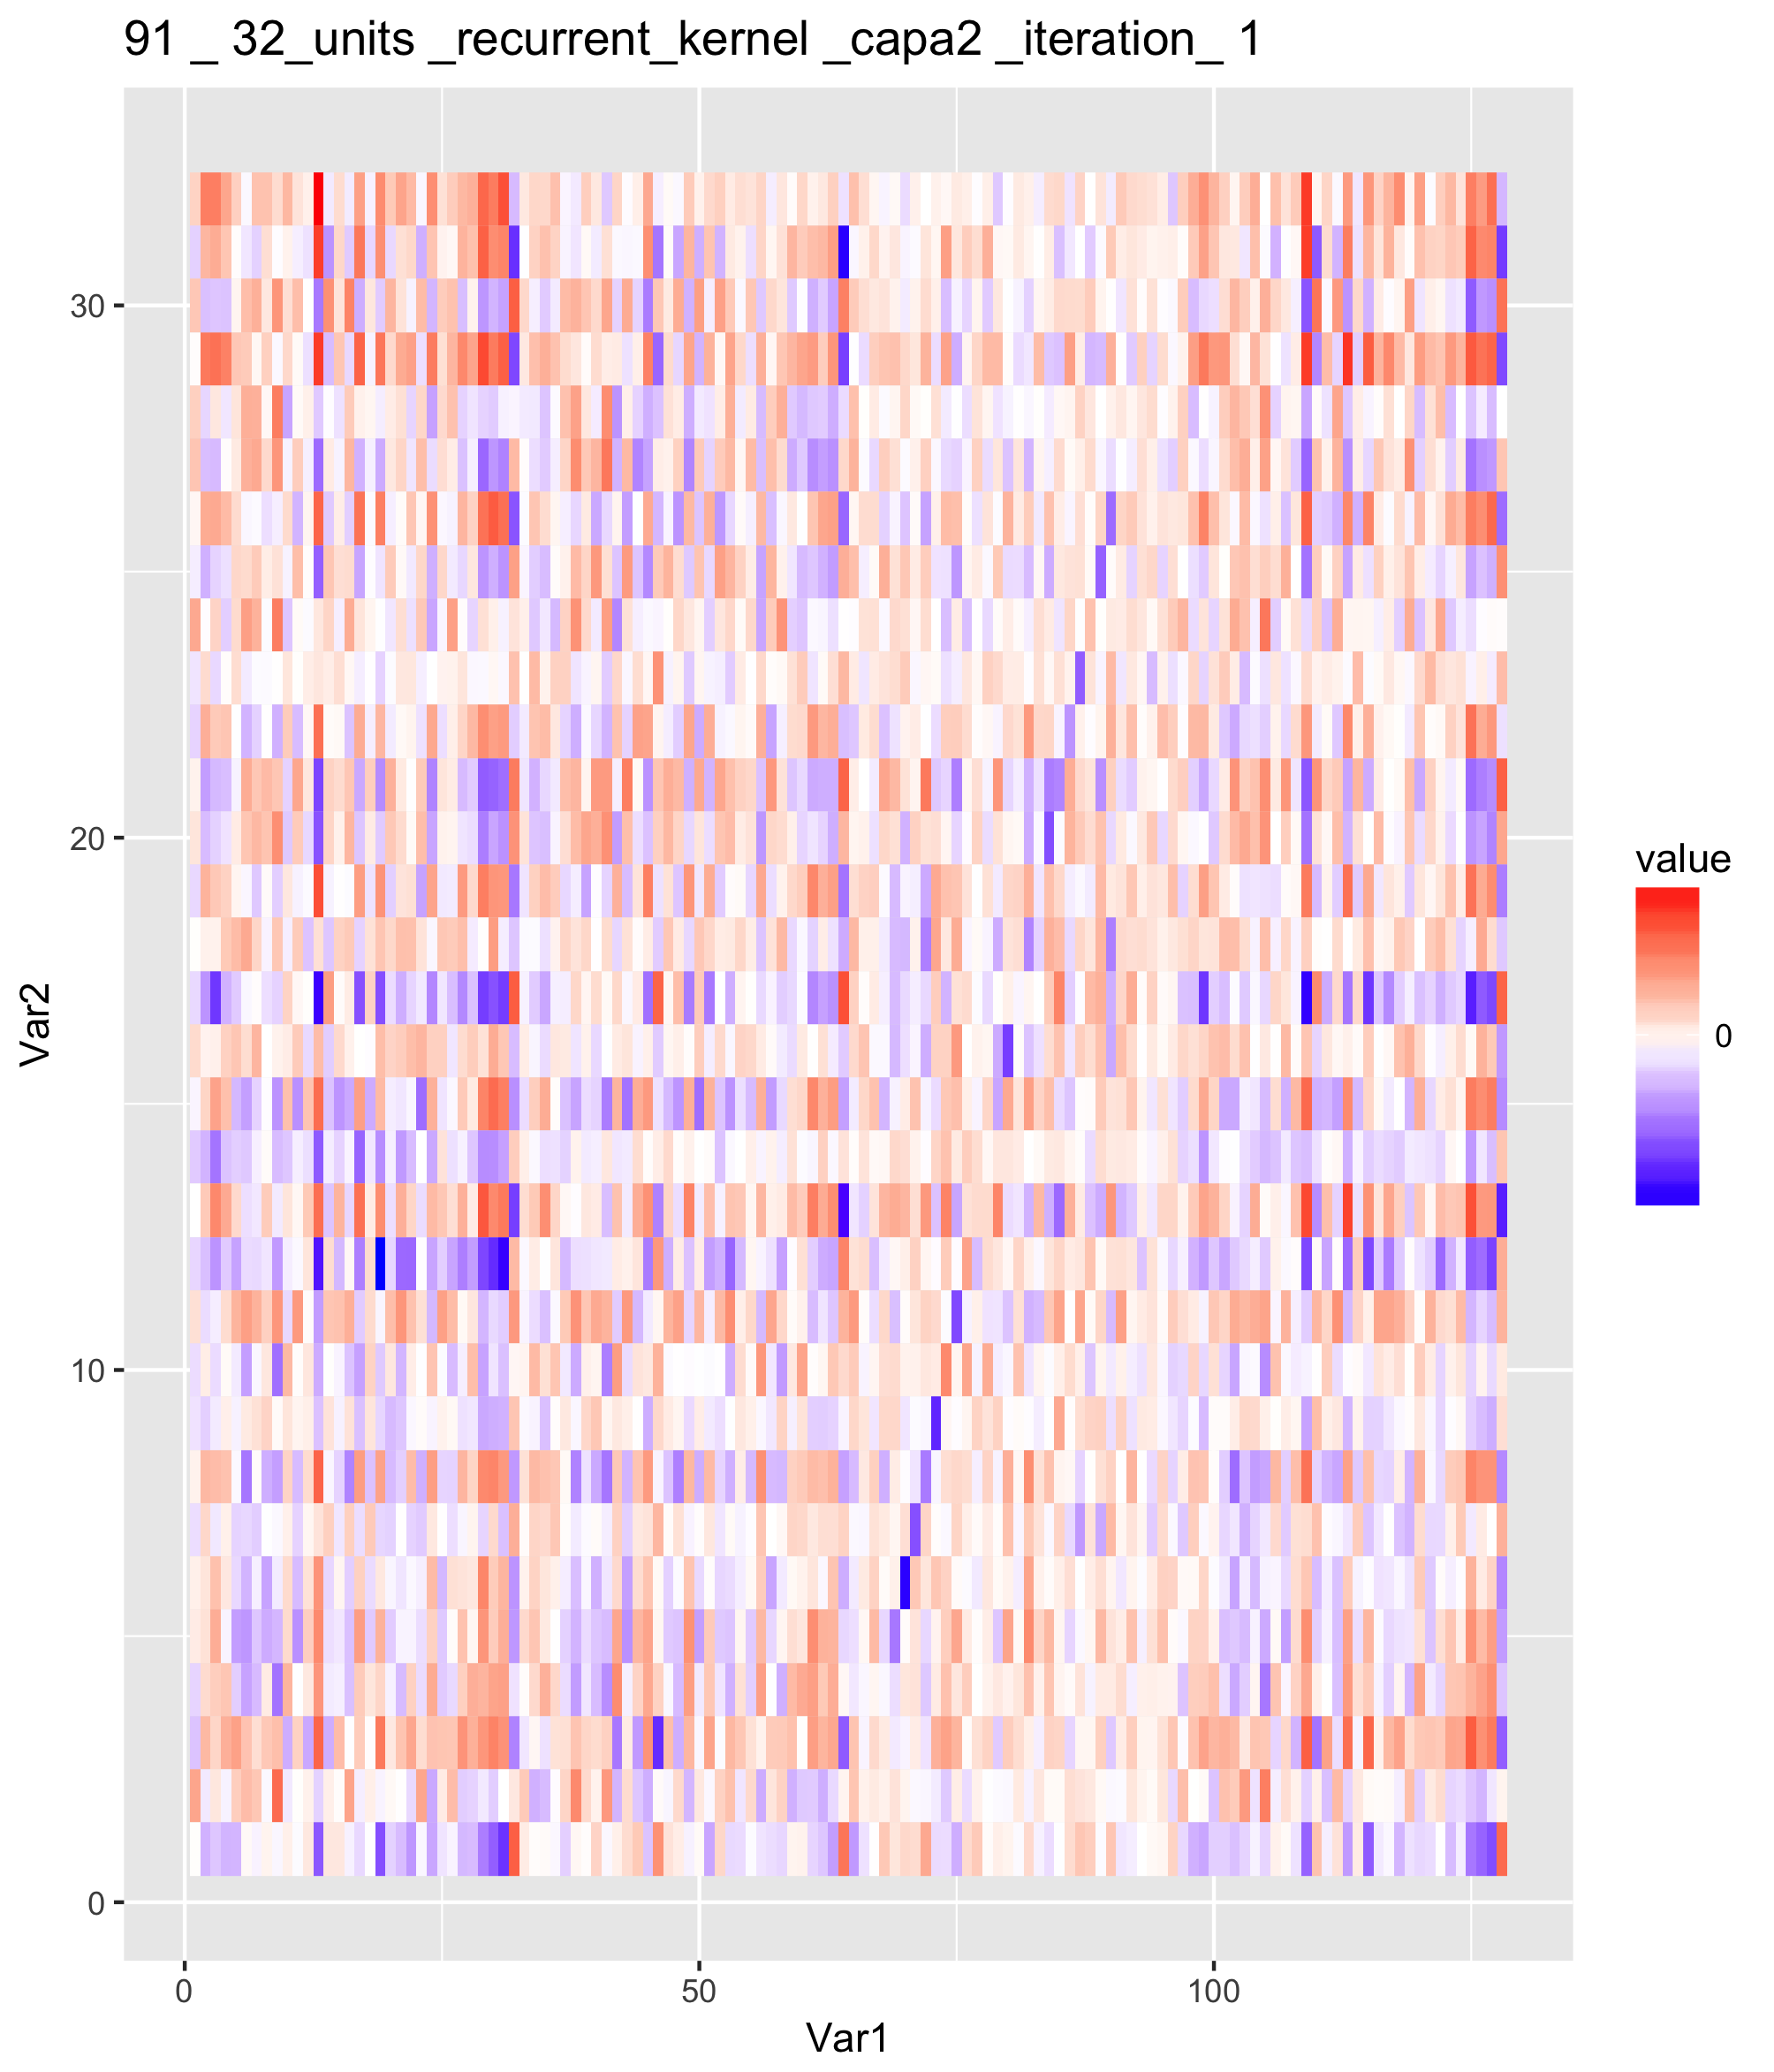 91 _ 32_units _recurrent_kernel _capa2 _iteration_ 1
30
20
10
0
Var2
0
50
100
Var1
value
0